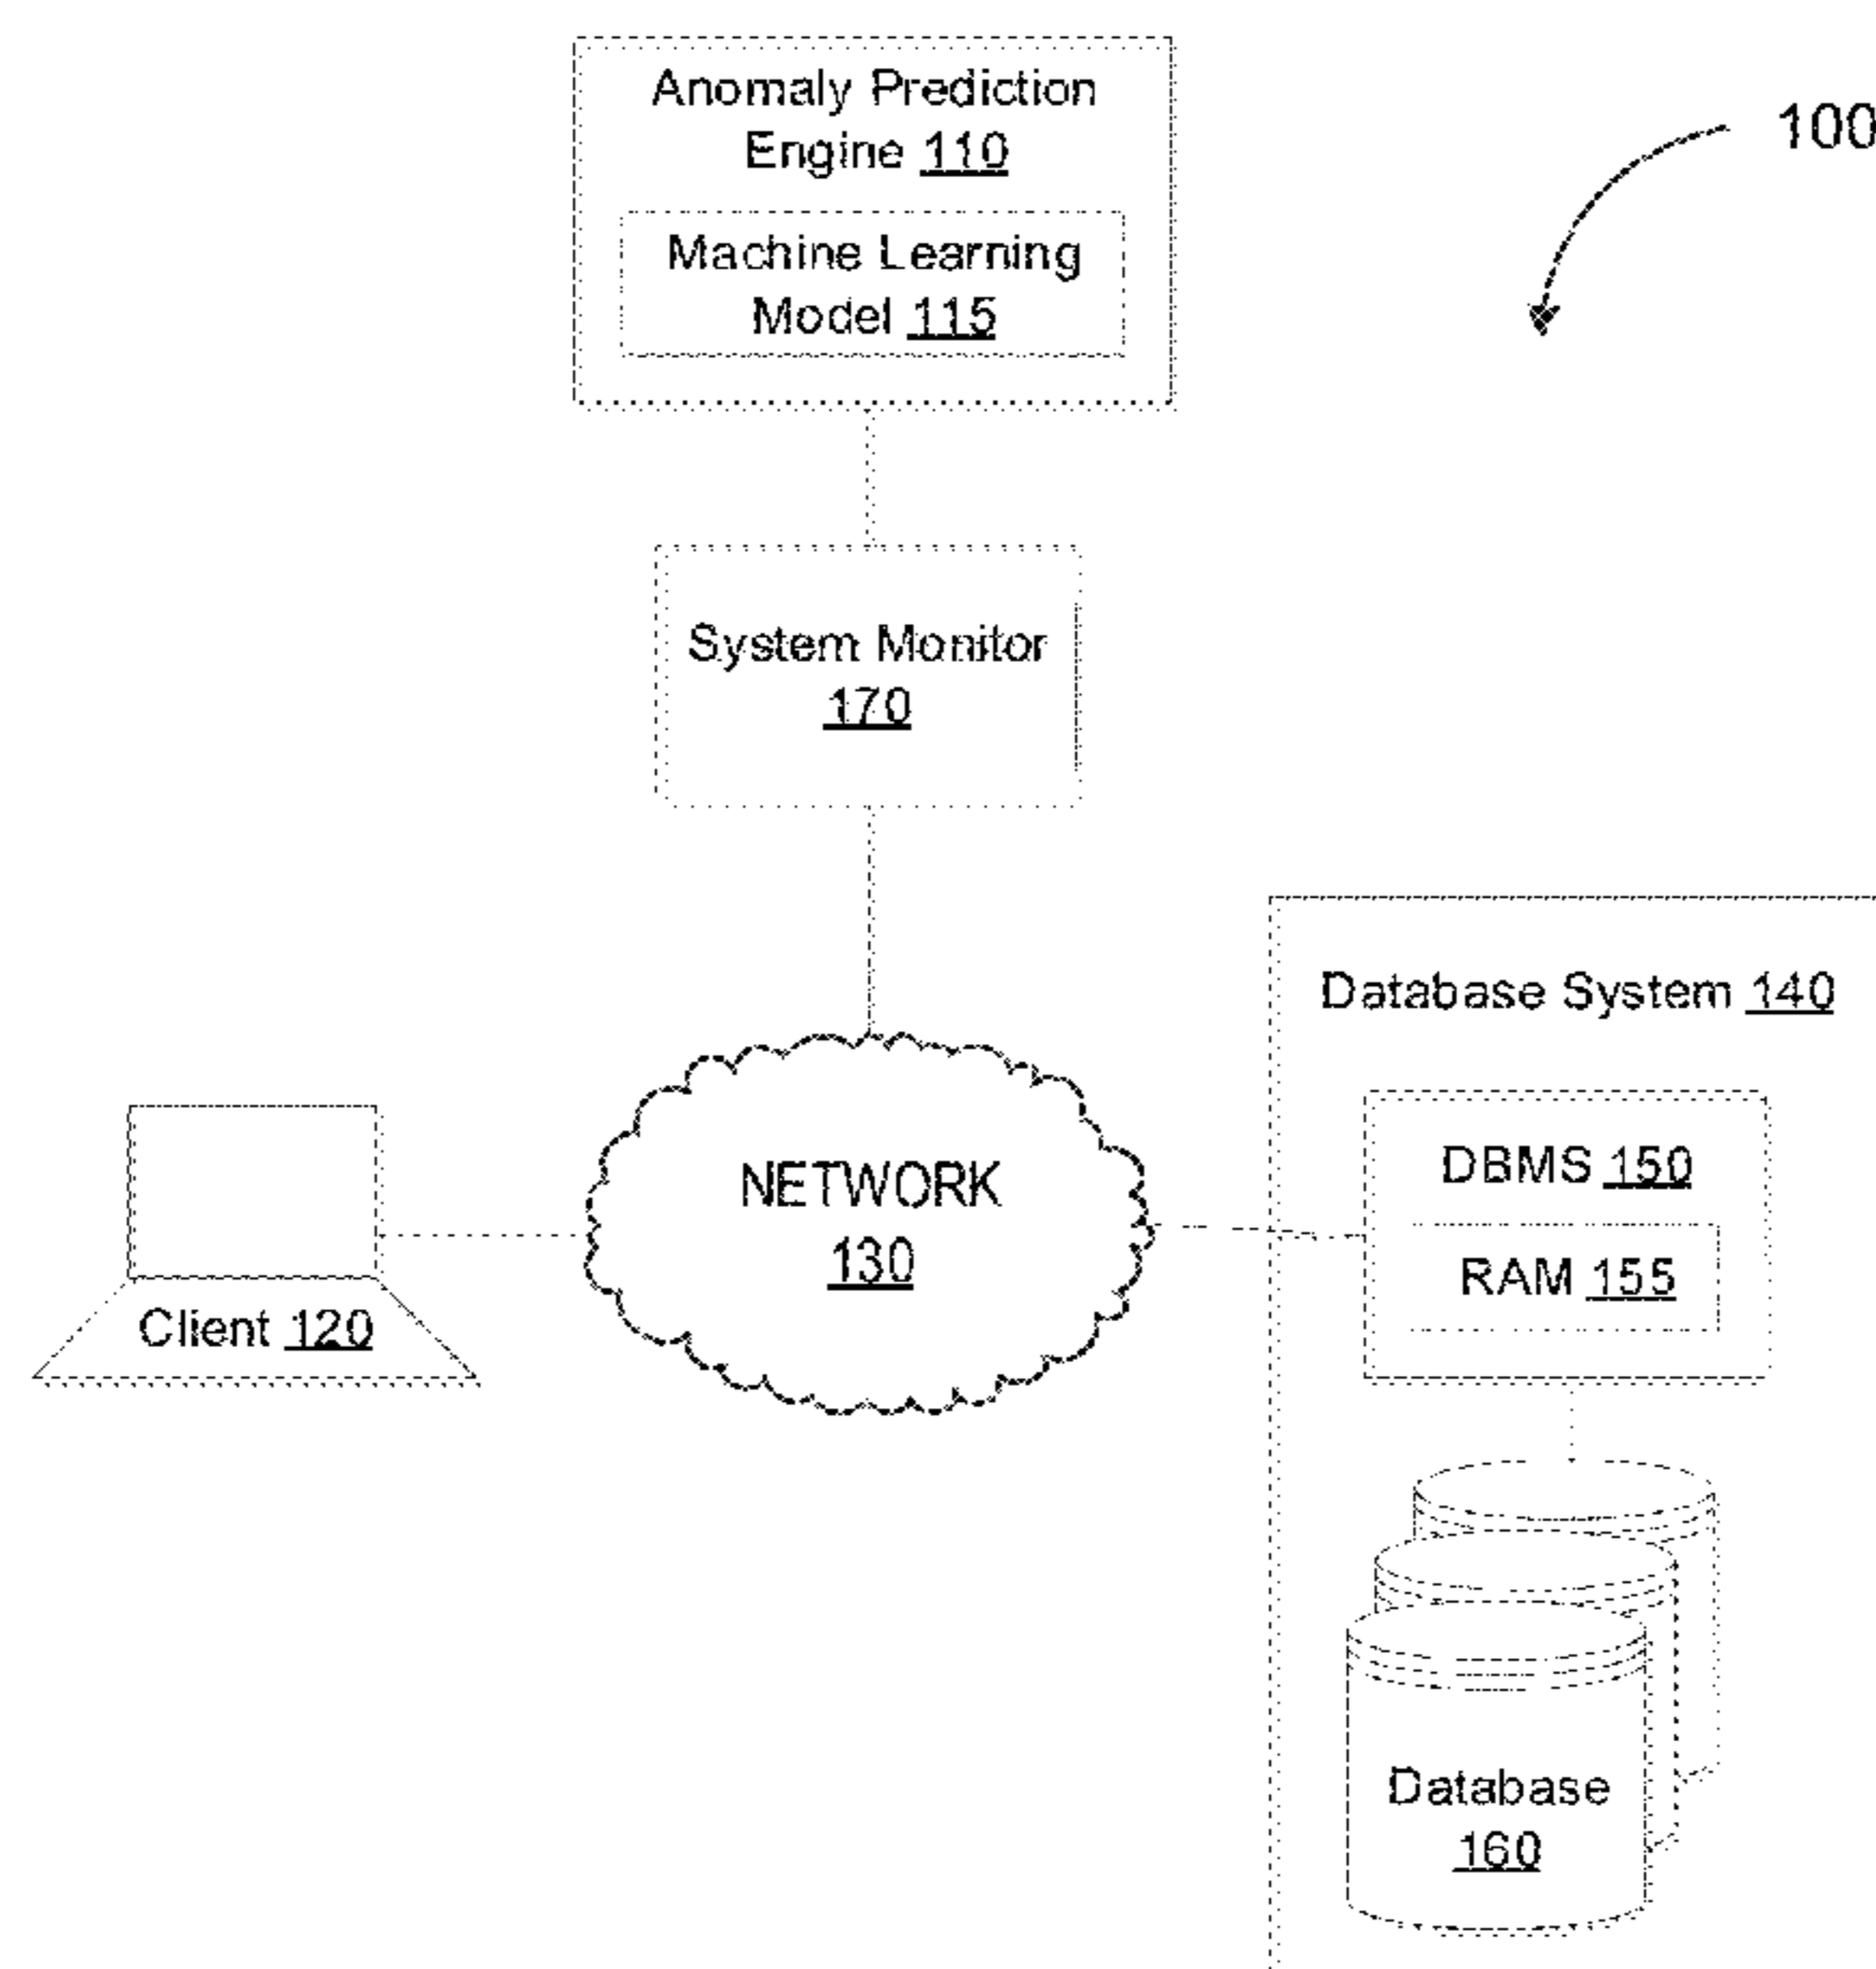 Anomaly Prediction
Engine 110
Machine Learning
Model 115
100
System Monitor
170
Database System 140
DBMS 150
RAM 155
NETWORK
130
Client 120
Database
160